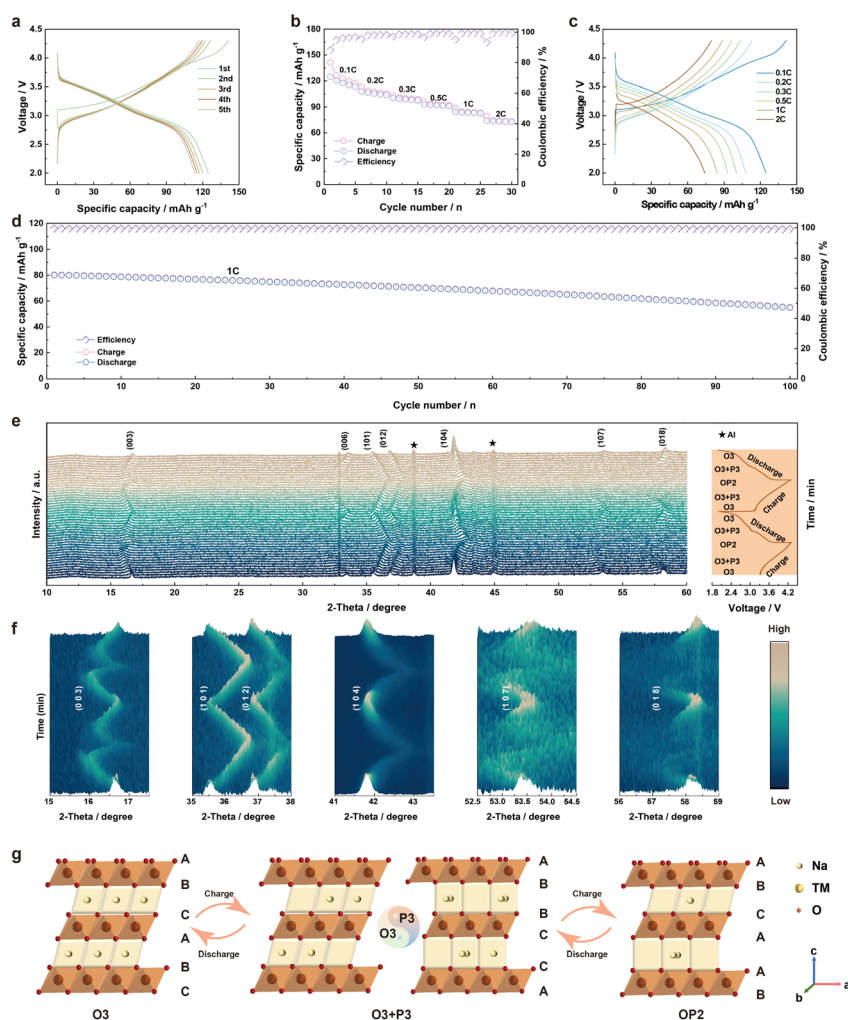 a
4.5
4.0
3.5
3.0
2.5
2.0
Voltage / V
1st
2nd
3rd
4th
5th
0 30 60 90 120 150
Specific capacity / mAh g-1
b
180
150
120
90
60
30
0
Specific capacity / mAh g-1
0.1C
0.2C
0.3C
0.5C
1C
2C
Charge
Discharge
Efficiency
100
80
60
40
20
0
Coulombic efficiency / %
0 5 10 15 20 25 30
Cycle number / n
c
4.5
4.0
3.5
3.0
2.5
2.0
Voltage / V
0.1C
0.2C
0.3C
0.5C
1C
2C
0 30 60 90 120 150
Specific capacity / mAh g-1
d
120
100
80
60
40
20
0
Specific capacity / mAh g-1
1C
Efficiency
Charge
Discharge
100
80
60
40
20
0
Coulombic efficiency / %
0 10 20 30 40 50 60 70 80 90 100
Cycle number / n
e
Intensity / a.u.
(003)
(006)
(101)
(012)
★
(104)
★
(107)
(018)
10 15 20 25 30 35 40 45 50 55 60
2-Theta / degree
★Al
O3
O3+P3
OP2
O3+P3
O3
O3+P3
OP2
O3+P3
O3
Discharge
Charge
Discharge
Charge
Time / min
1.8 2.4 3.0 3.6 4.2
Voltage / V
f
Time (min)
(0 0 3)
15 16 17
2-Theta / degree
(1 0 1)
(0 1 2)
35 36 37 38
2-Theta / degree
(1 0 4)
41 42 43
2-Theta / degree
(1 0 7)
52.5 53.0 53.5 54.0 54.5
2-Theta / degree
(0 1 8)
56 57 58 59
2-Theta / degree
High
Low
g
A
B
C
A
B
C
O3
Charge
Discharge
P3
O3
A
B
B
C
C
A
O3+P3
Charge
Discharge
A
B
C
A
A
B
OP2
Na
TM
O
c
b
a